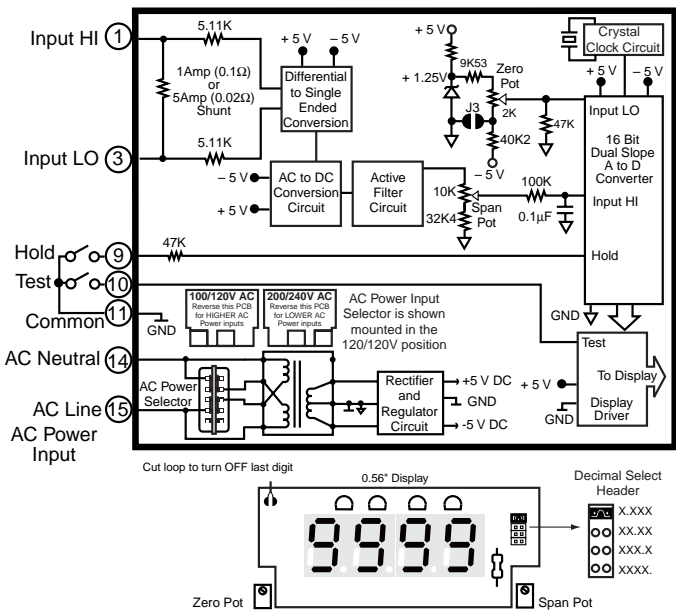 Input HI 1
5.11K
1Amp (0.1Ω)
or
5Amp (0.02Ω)
Shunt
5.11K
Input LO 3
+ 5 V
– 5 V
Differential
to Single
Ended
Conversion
– 5 V
+ 5 V
AC to DC
Conversion
Circuit
Active
Filter
Circuit
+ 5 V
+ 1.25V
9K53
Zero
Pot
J3
2K
47K
40K2
– 5 V
10K
Span
Pot
32K4
100K
0.1µF
Crystal
Clock Circuit
+ 5 V
– 5 V
Input LO
16 Bit
Dual Slope
A to D
Converter
Input HI
Hold
GND
Hold 9
47K
Test 10
Common 11
GND
100/120V AC
Reverse this PCB
for HIGHER AC
Power inputs
200/240V AC
Reverse this PCB
for LOWER AC
Power inputs
AC Power Input
Selector is shown
mounted in the
120/120V position
AC Neutral 14
AC Line 15
AC Power
Input
AC Power
Selector
Rectifier
and
Regulator
Circuit
+5 V DC
GND
-5 V DC
Test
To Display
+ 5 V
Display
Driver
GND
Cut loop to turn OFF last digit
0.56" Display
9.9.9.9
Decimal Select
Header
X.XXX
XX.XX
XXX.X
XXXX.
Zero Pot
Span Pot